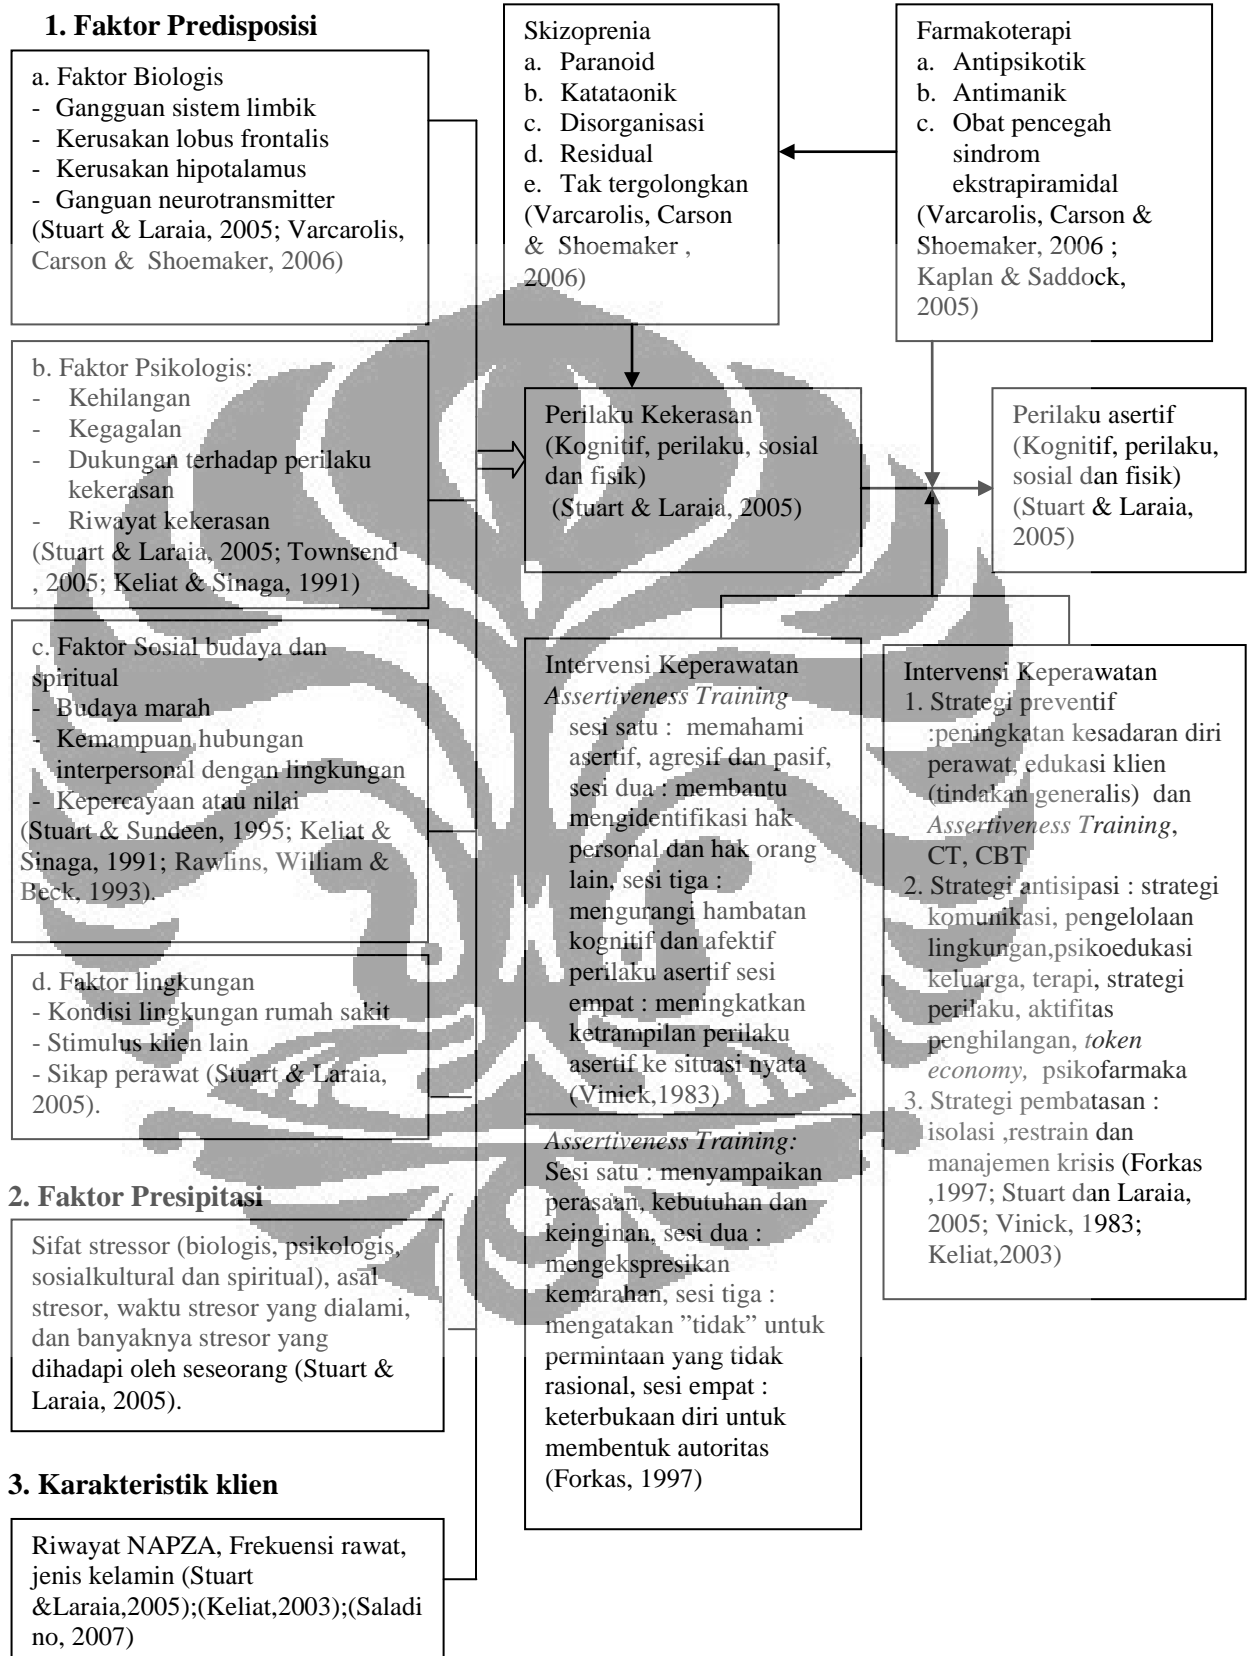 1. Faktor Predisposisi
a. Faktor Biologis
- Gangguan sistem limbik
- Kerusakan lobus frontalis
- Kerusakan hipotalamus
- Ganguan neurotransmitter
(Stuart & Laraia, 2005; Varcarolis,
Carson & Shoemaker, 2006)
b. Faktor Psikologis:
- Kehilangan
- Kegagalan
- Dukungan terhadap perilaku
kekerasan
- Riwayat kekerasan
(Stuart & Laraia, 2005; Townsend
, 2005; Keliat & Sinaga, 1991)
c. Faktor Sosial budaya dan
spiritual
- Budaya marah
- Kemampuan hubungan
interpersonal dengan lingkungan
- Kepercayaan atau nilai
(Stuart & Sundeen, 1995; Keliat &
Sinaga, 1991; Rawlins, William &
Beck, 1993).
d. Faktor lingkungan
- Kondisi lingkungan rumah sakit
- Stimulus klien lain
- Sikap perawat (Stuart & Laraia,
2005).
2. Faktor Presipitasi
Sifat stressor (biologis, psikologis,
sosialkultural dan spiritual), asal
stresor, waktu stresor yang dialami,
dan banyaknya stresor yang
dihadapi oleh seseorang (Stuart &
Laraia, 2005).
3. Karakteristik klien
Riwayat NAPZA, Frekuensi rawat,
jenis kelamin (Stuart
&Laraia,2005);(Keliat,2003);(Saladi
no, 2007)
Skizoprenia
a. Paranoid
b. Katataonik
c. Disorganisasi
d. Residual
e. Tak tergolongkan
(Varcarolis, Carson
& Shoemaker ,
2006)
Farmakoterapi
a. Antipsikotik
b. Antimanik
c. Obat pencegah
sindrom
ekstrapiramidal
(Varcarolis, Carson &
Shoemaker, 2006 ;
Kaplan & Saddock,
2005)
Perilaku Kekerasan
(Kognitif, perilaku, sosial
dan fisik)
(Stuart & Laraia, 2005)
Perilaku asertif
(Kognitif, perilaku,
sosial dan fisik)
(Stuart & Laraia,
2005)
Intervensi Keperawatan
Assertiveness Training
sesi satu : memahami
asertif, agresif dan pasif,
sesi dua : membantu
mengidentifikasi hak
personal dan hak orang
lain, sesi tiga :
mengurangi hambatan
kognitif dan afektif
perilaku asertif sesi
empat : meningkatkan
ketrampilan perilaku
asertif ke situasi nyata
(Vinick,1983)
Assertiveness Training:
Sesi satu : menyampaikan
perasaan, kebutuhan dan
keinginan, sesi dua :
mengekspresikan
kemarahan, sesi tiga :
mengatakan ”tidak” untuk
permintaan yang tidak
rasional, sesi empat :
keterbukaan diri untuk
membentuk autoritas
(Forkas, 1997)
Intervensi Keperawatan
1. Strategi preventif
:peningkatan kesadaran diri
perawat, edukasi klien
(tindakan generalis) dan
Assertiveness Training,
CT, CBT
2. Strategi antisipasi : strategi
komunikasi, pengelolaan
lingkungan,psikoedukasi
keluarga, terapi, strategi
perilaku, aktifitas
penghilangan, token
economy, psikofarmaka
3. Strategi pembatasan :
isolasi ,restrain dan
manajemen krisis (Forkas
,1997; Stuart dan Laraia,
2005; Vinick, 1983;
Keliat,2003)